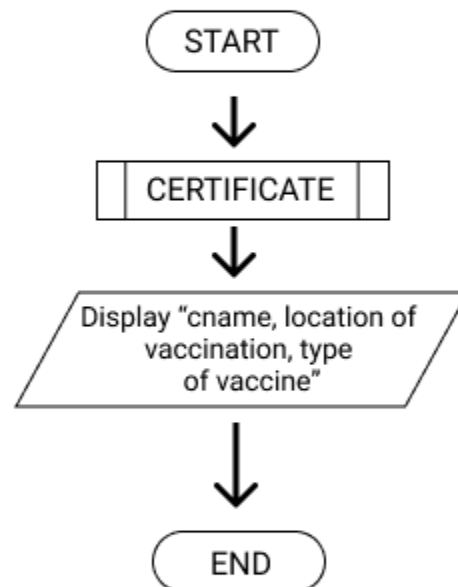 START
CERTIFICATE
Display “cname, location of
vaccination, type
of vaccine”
END